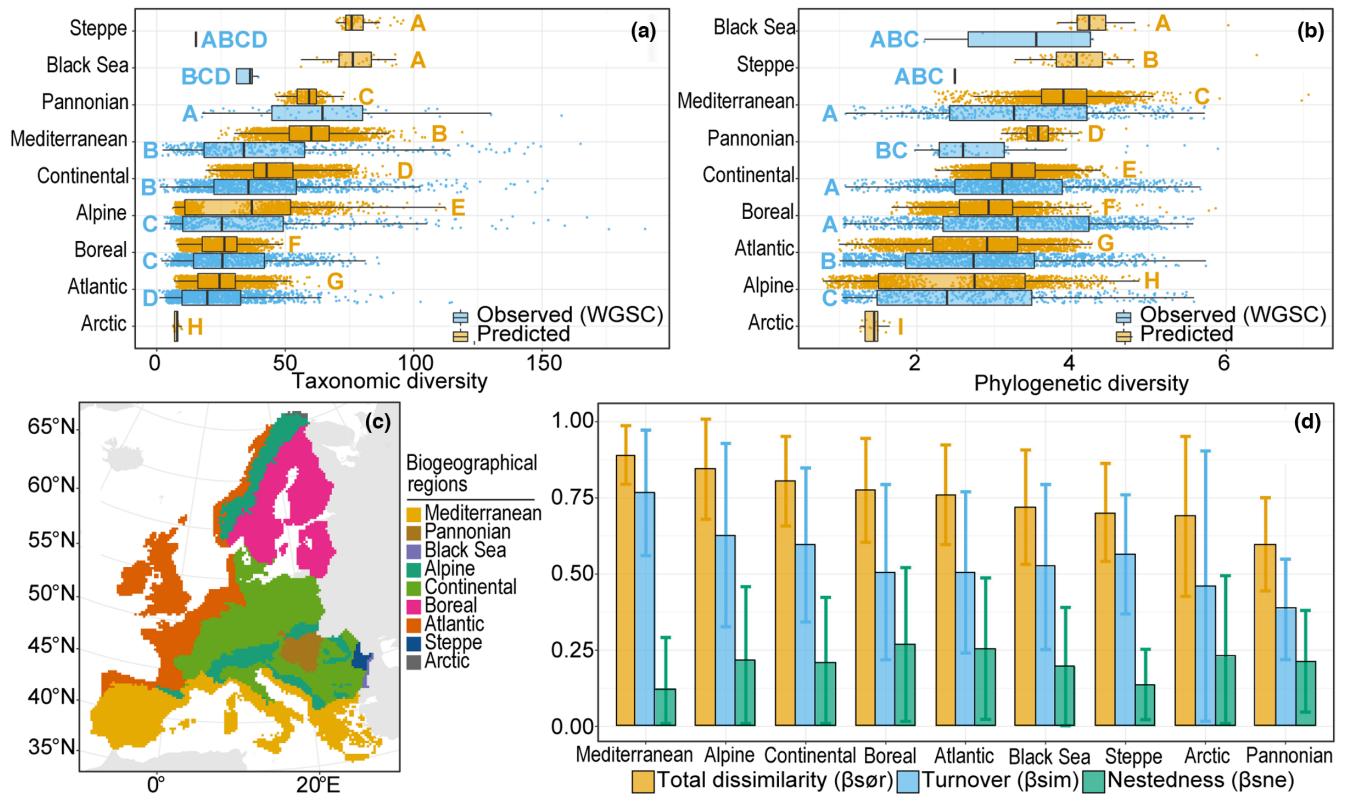 (a)
Steppe
A
ABCD
Black Sea
A
BCD
Pannonian
C
A
Mediterranean
B
B
Continental
D
B
Alpine
E
C
Boreal
F
C
Atlantic
G
D
Arctic
H
Observed (WGSC)
Predicted
0
50
100
150
Taxonomic diversity
(b)
Black Sea
A
ABC
Steppe
B
ABC
Mediterranean
C
A
Pannonian
D
BC
Continental
E
A
Boreal
F
A
Atlantic
G
B
Alpine
H
C
Arctic
I
Observed (WGSC)
Predicted
2
4
6
Phylogenetic diversity
(c)
65°N
60°N
55°N
50°N
45°N
40°N
35°N
0°
20°E
Biogeographical
regions
Mediterranean
Pannonian
Black Sea
Alpine
Continental
Boreal
Atlantic
Steppe
Arctic
(d)
1.00
0.75
0.50
0.25
0.00
Mediterranean
Alpine
Continental
Boreal
Atlantic
Black Sea
Steppe
Arctic
Pannonian
Total dissimilarity (βsør)
Turnover (βsim)
Nestedness (βsne)